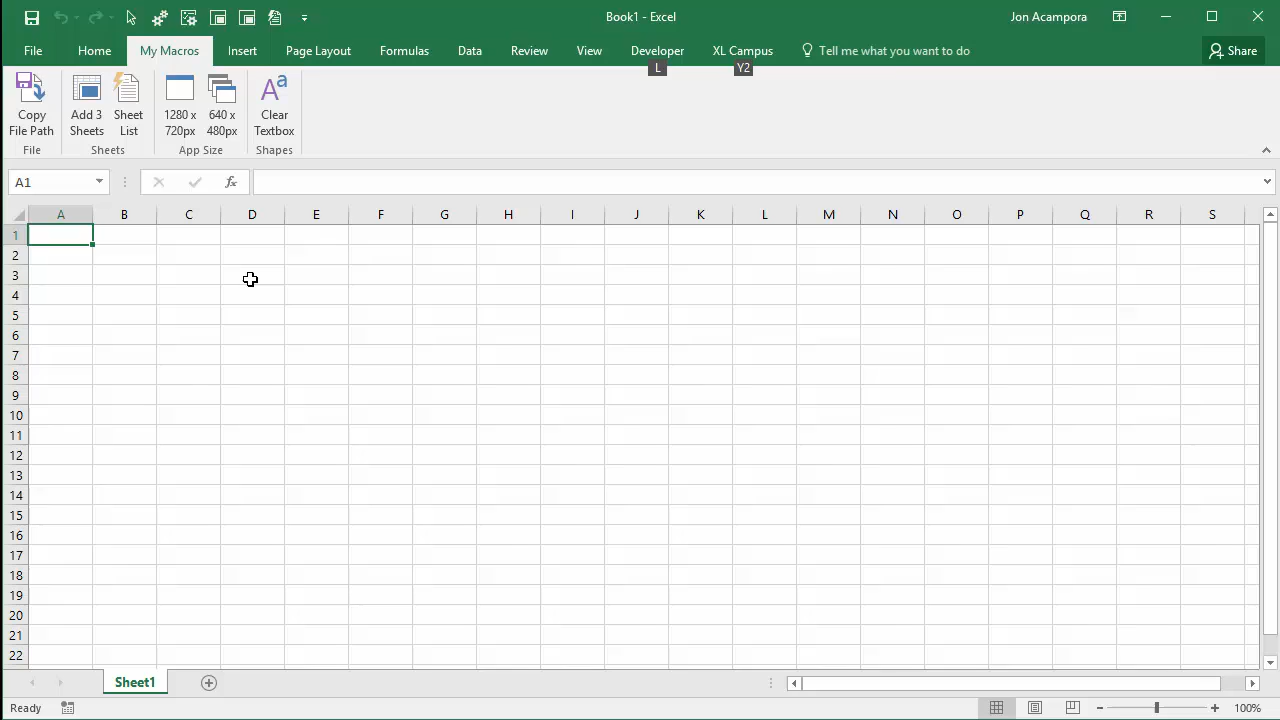 Book1 - Excel
Jon Acampora
File Home My Macros Insert Page Layout Formulas Data Review View Developer XL Campus Tell me what you want to do Share
L Y2
Copy File Path
Add 3 Sheets
Sheet List
1280 x 720px
640 x 480px
Clear Textbox
File Sheets App Size Shapes
A1 fx
A B C D E F G H I J K L M N O P Q R S
1
2
3
4
5
6
7
8
9
10
11
12
13
14
15
16
17
18
19
20
21
22
Sheet1
Ready 100%